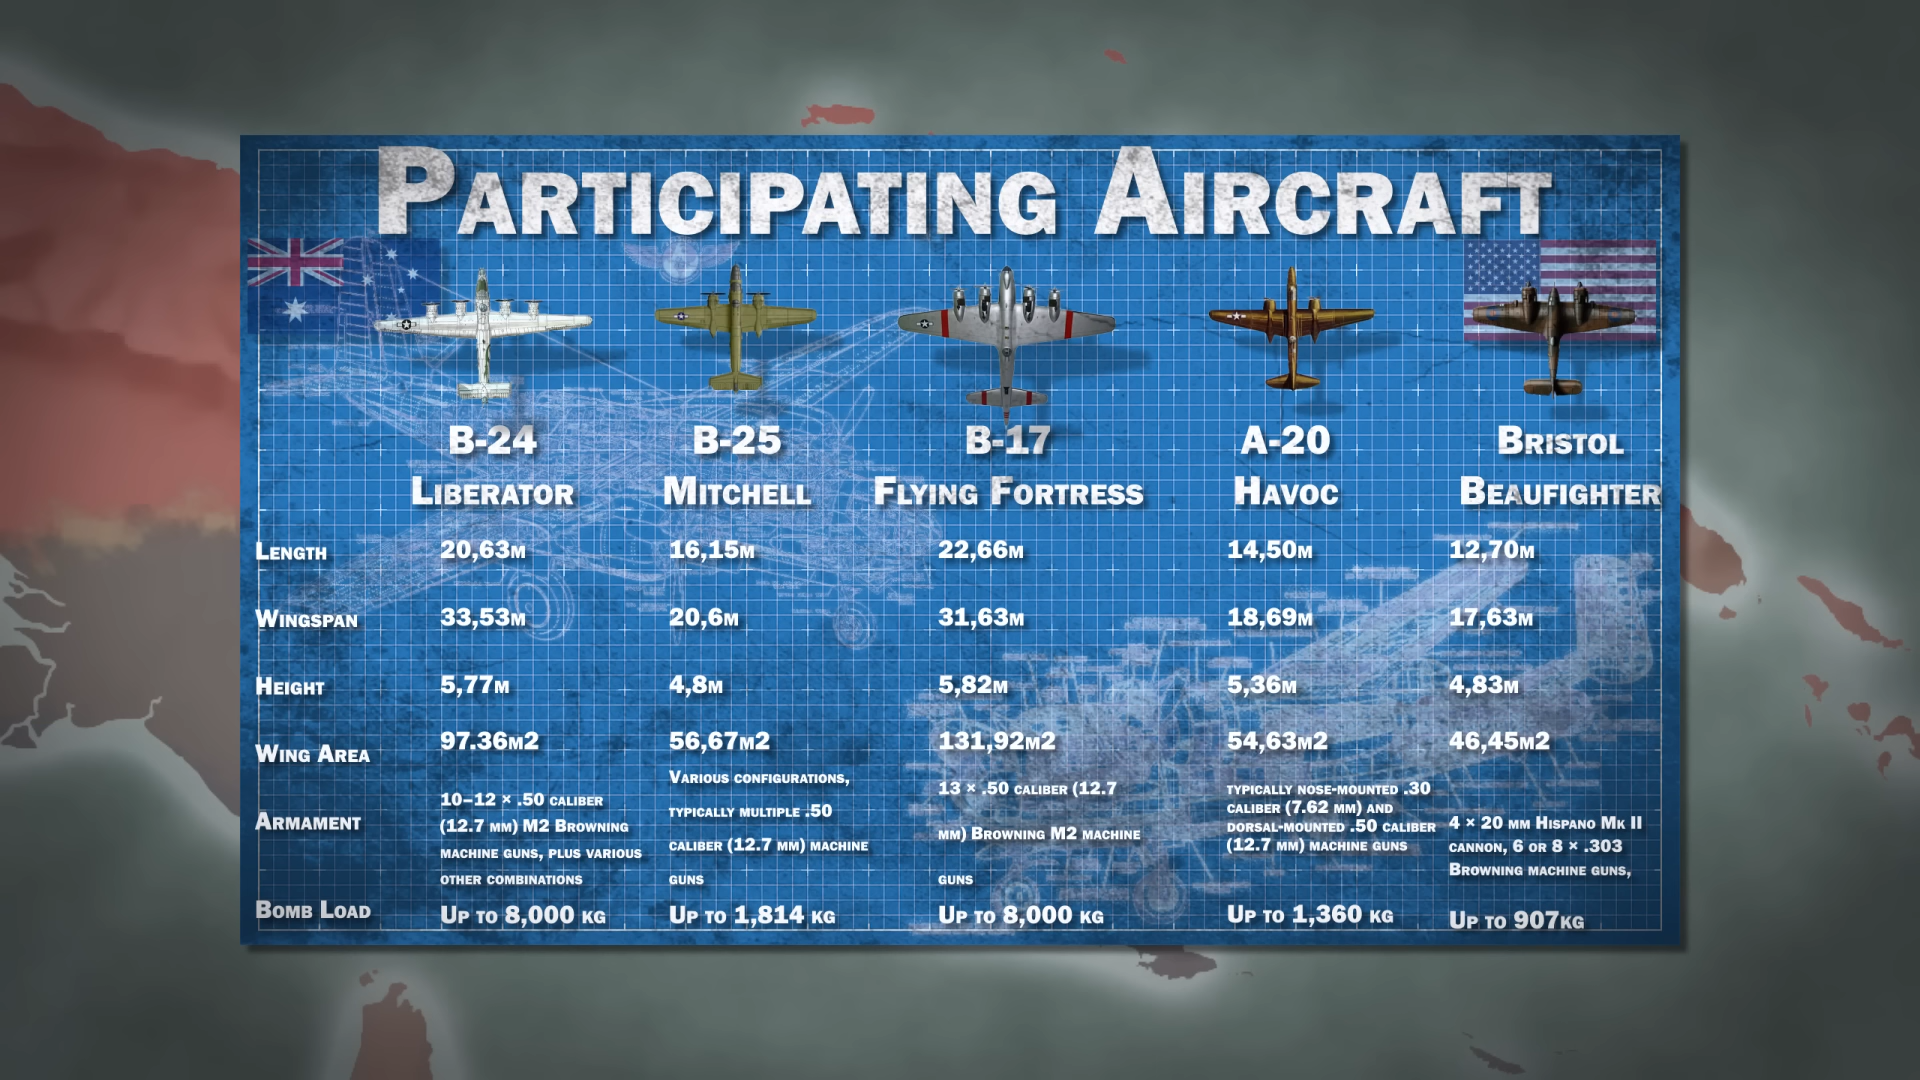 Participating Aircraft
B-24 Liberator
B-25 Mitchell
B-17 Flying Fortress
A-20 Havoc
Bristol Beaufighter
Length 20,63m 16,15m 22,66m 14,50m 12,70m
Wingspan 33,53m 20,6m 31,63m 18,69m 17,63m
Height 5,77m 4,8m 5,82m 5,36m 4,83m
Wing Area 97.36m2 56,67m2 131,92m2 54,63m2 46,45m2
Armament
10–12 × .50 caliber
(12.7 mm) M2 Browning
machine guns, plus various
other combinations
Various configurations,
typically multiple .50
caliber (12.7 mm) machine
guns
13 × .50 caliber (12.7
mm) Browning M2 machine
guns
typically nose-mounted .30
caliber (7.62 mm) and
dorsal-mounted .50 caliber
(12.7 mm) machine guns
4 × 20 mm Hispano Mk II
cannon, 6 or 8 × .303
Browning machine guns,
Bomb Load Up to 8,000 kg Up to 1,814 kg Up to 8,000 kg Up to 1,360 kg Up to 907kg